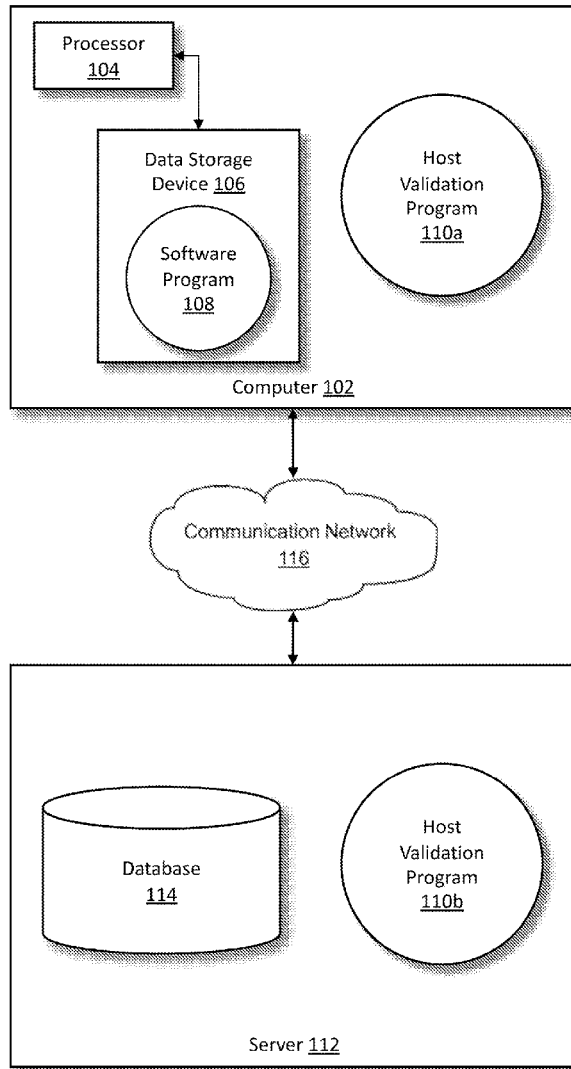 Processor
104
Data Storage
Device 106
Software
Program
108
Host
Validation
Program
110a
Computer 102
Communication Network
116
Database
114
Host
Validation
Program
110b
Server 112